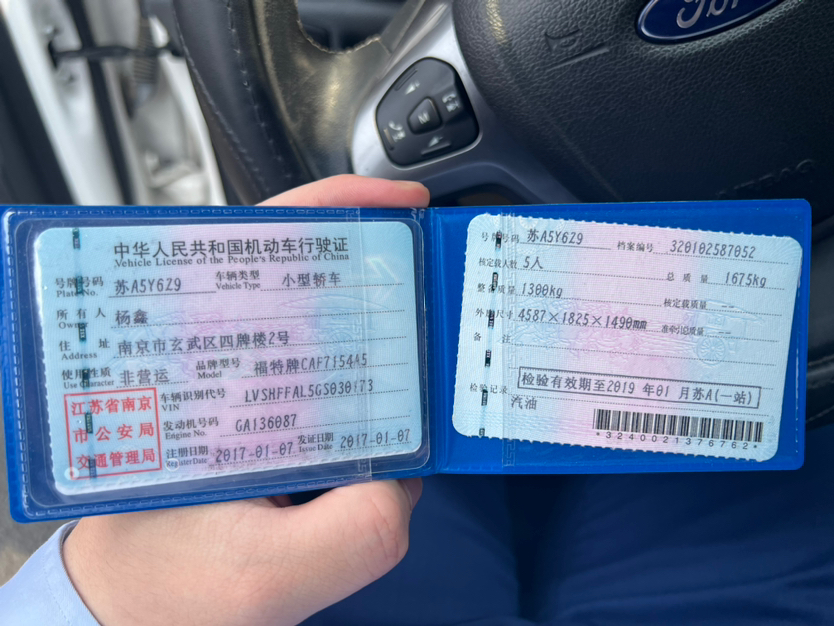 Ford
M
中华人民共和国机动车行驶证
Vehicle License of the People's Republic of China
号牌号码 Plate No. 苏A5Y6Z9 车辆类型 Vehicle Type 小型轿车
所有人 Owner 杨鑫
住址 Address 南京市玄武区四牌楼2号
使用性质 Use Character 非营运 品牌型号 Model 福特牌CAF7154A5
江苏省南京市公安局交通管理局
车辆识别代号 VIN
发动机号码 Engine No. GA136087
注册日期 Register Date 2017-01-07 发证日期 Issue Date 2017-01-07
号牌号码 苏A5Y6Z9 档案编号 320102587052
核定载人数 5人 总质量 1675kg
整备质量 1300kg 核定载质量 --
外廓尺寸 4587×1825×1490mm 准牵引总质量 --
备注
检验记录 检验有效期至2019年01月苏A(一站)
汽油
*3240021376762*